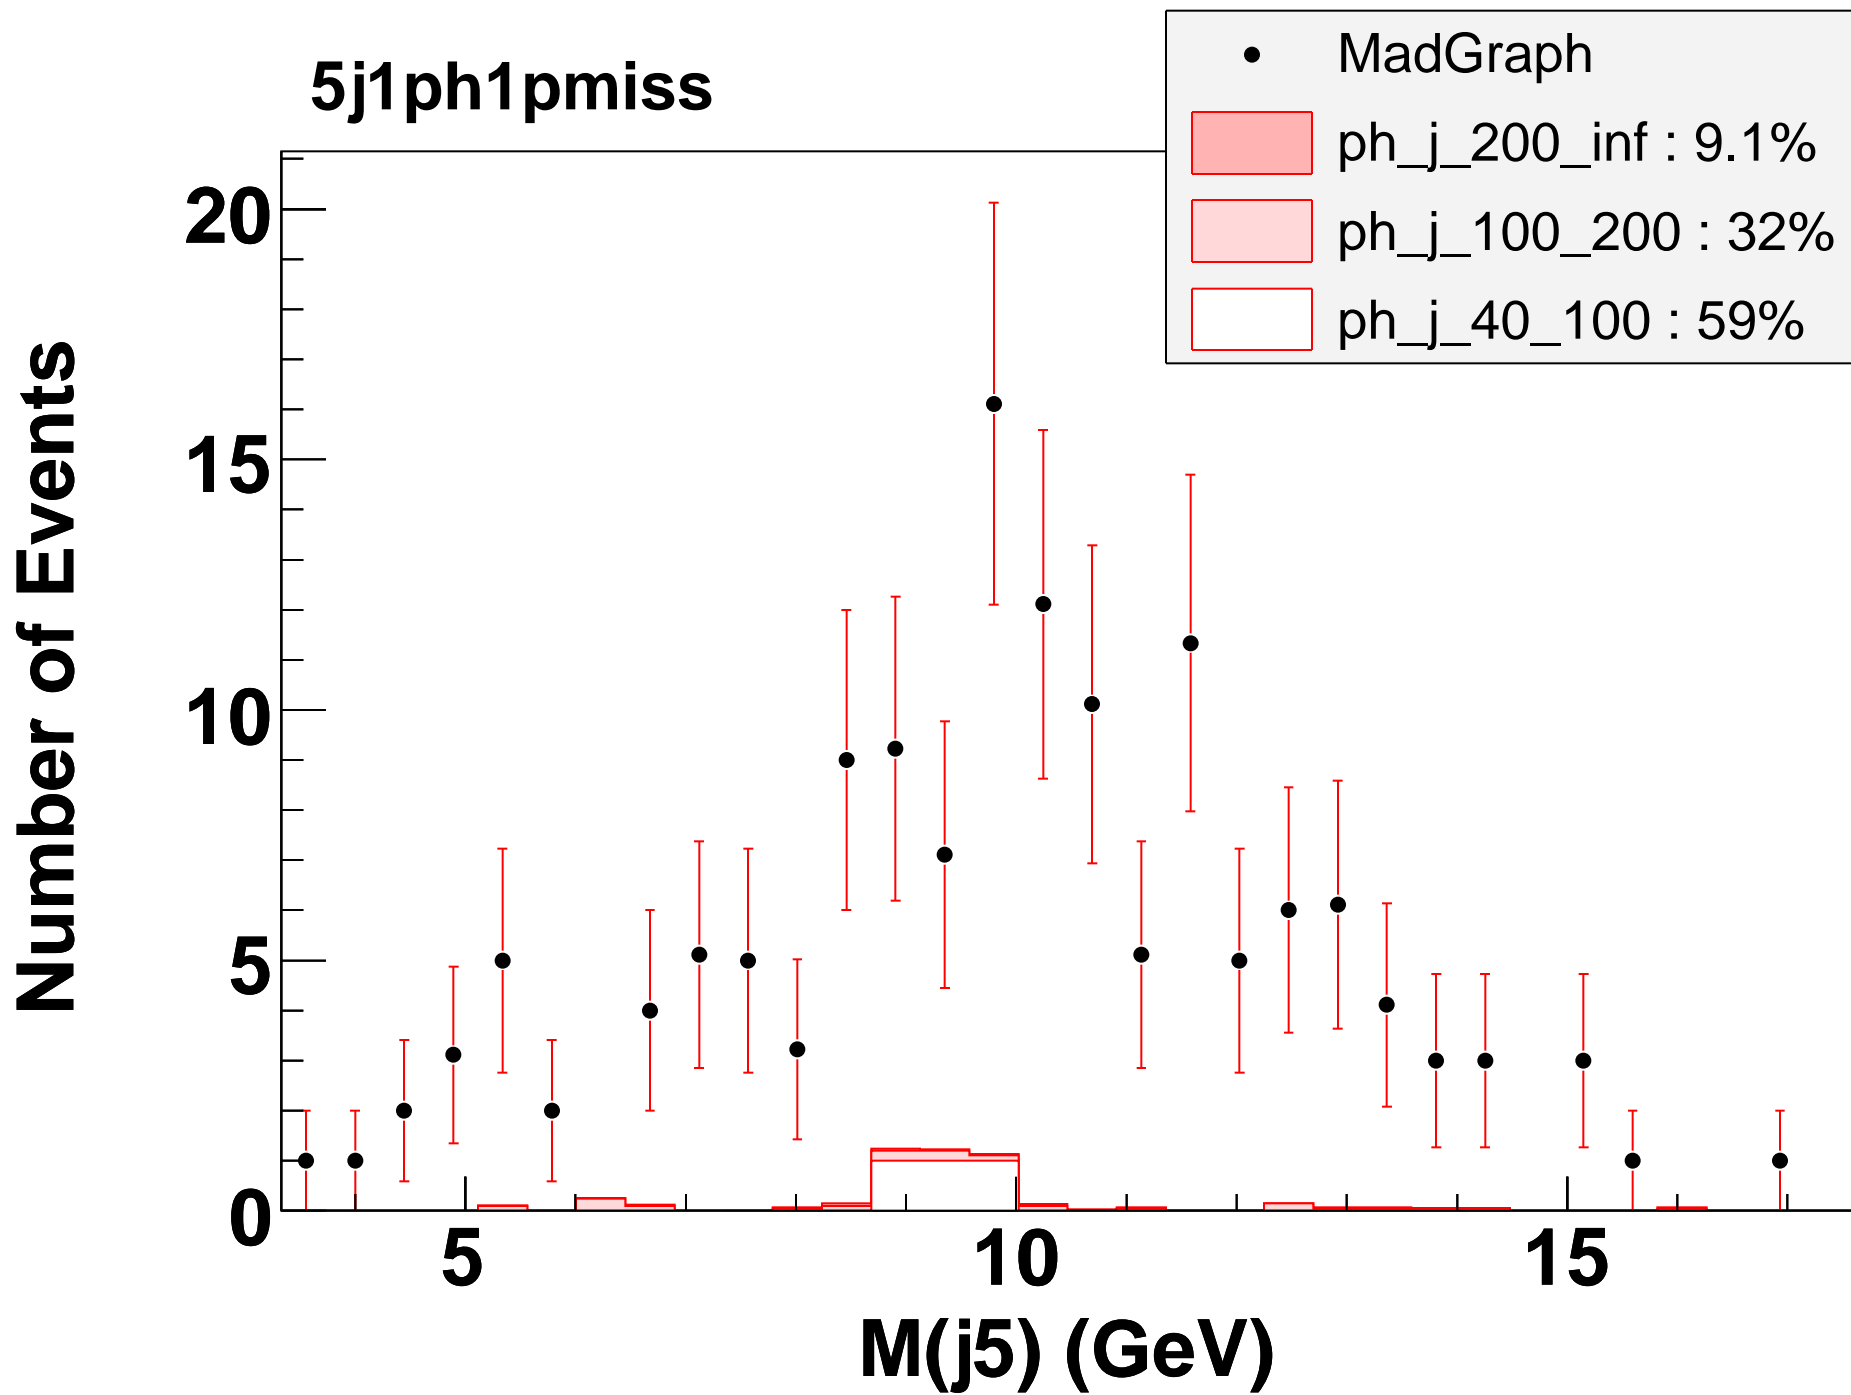 5j1ph1pmiss
MadGraph
ph_j_200_inf : 9.1%
ph_j_100_200 : 32%
ph_j_40_100 : 59%
Number of Events
20
15
10
5
0
5
10
15
M(j5) (GeV)